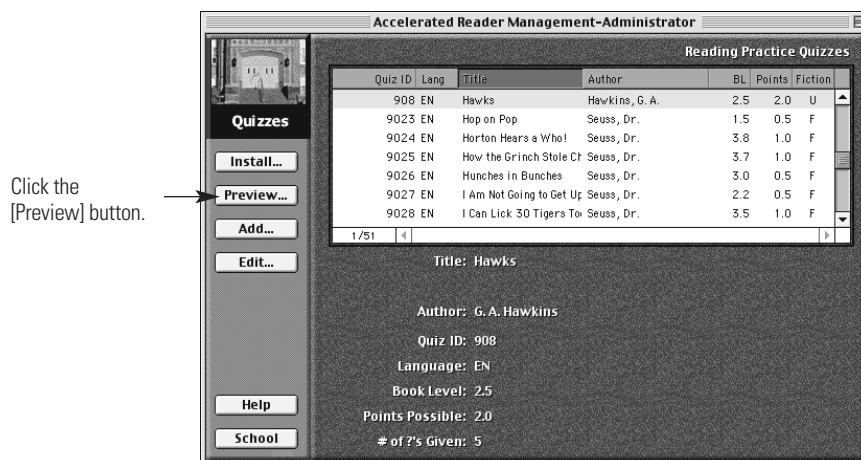 Accelerated Reader Management-Administrator
Reading Practice Quizzes
Quiz ID Lang Title Author BL Points Fiction
908 EN Hawks Hawkins, G. A. 2.5 2.0 U
9023 EN Hop on Pop Seuss, Dr. 1.5 0.5 F
9024 EN Horton Hears a Who! Seuss, Dr. 3.8 1.0 F
9025 EN How the Grinch Stole Ch Seuss, Dr. 3.7 1.0 F
9026 EN Hunches in Bunches Seuss, Dr. 3.0 0.5 F
9027 EN I Am Not Going to Get Up Seuss, Dr. 2.2 0.5 F
9028 EN I Can Lick 30 Tigers To Seuss, Dr. 3.5 1.0 F
1/51
Quizzes
Install...
Preview...
Add...
Edit...
Help
School
Click the
[Preview] button.
Title: Hawks
Author: G. A. Hawkins
Quiz ID: 908
Language: EN
Book Level: 2.5
Points Possible: 2.0
# of ?'s Given: 5